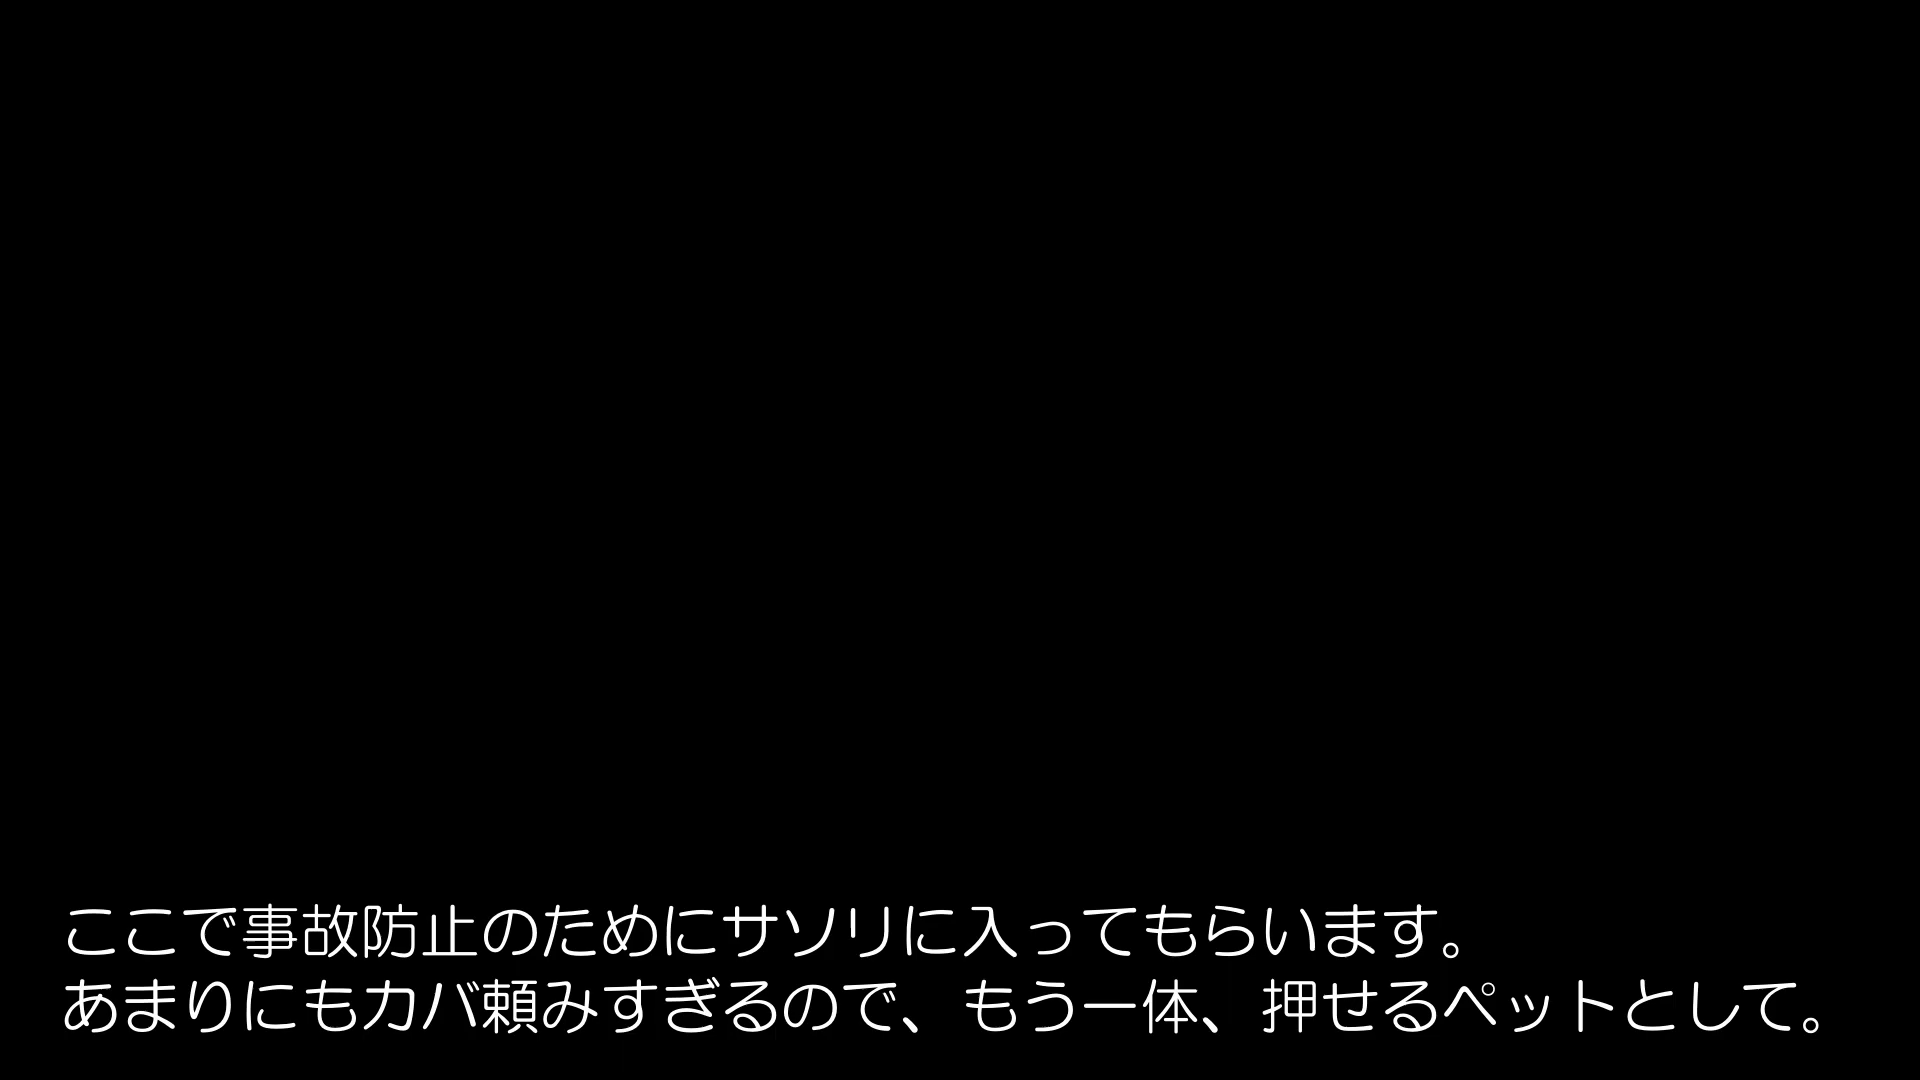 ここで事故防止のためにサソリに入ってもらいます。
あまりにもカバ頼みすぎるので、もう一体、押せるペットとして。